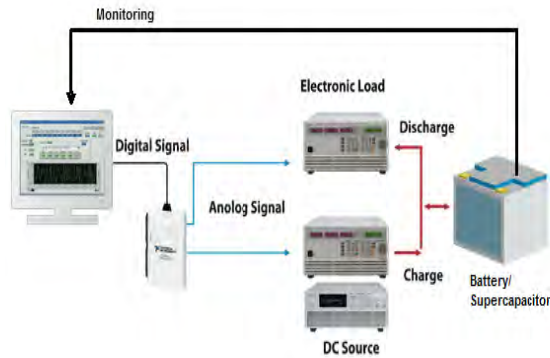 Monitoring
Electronic Load
Digital Signal
Discharge
Anolog Signal
Charge
Battery/
Supercapacitor
DC Source